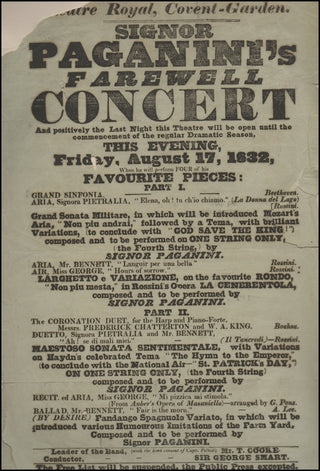 atre Royal, Covent-Garden.
SIGNOR
PAGANINI's
FAREWELL
CONCERT
And positively the Last Night this Theatre will be open until the
commencement of the regular Dramatic Season,
THIS EVENING,
Friday, August 17, 1832,
When he will perform FOUR of his
FAVOURITE PIECES:
PART I.
GRAND SINFONIA. Beethoven.
ARIA, Signora PIETRALIA, "Elena, oh! tu ch'io chiamo." (La Donna del Lago)
[Rossini.
Grand Sonata Militare, in which will be introduced Mozart's
Aria, "Non piu andrai," followed by a Tema, with brilliant
Variations, (to conclude with "GOD SAVE THE KING!")
composed and to be performed on ONE STRING ONLY,
(the Fourth String), by
SIGNOR PAGANINI.
ARIA, Mr. BENNETT, "Languir per una bella" Rossini.
AIR, Miss GEORGE, "Hours of sorrow." Rossini.
LARGHETTO e VARIAZIONE, on the favourite RONDO,
"Non piu mesta," in Rossini's Opera LA CENERENTOLA,
composed and to be performed by
SIGNOR PAGANINI.
PART II.
The CORONATION DUET, for the Harp and Piano-Forte,
Messrs. FREDERICK CHATTERTON and W. A. KING. Bochsa.
DUETTO, Signora PIETRALIA and Mr. BENNETT,
"Ah! se di mali miei." (Il Tancredi)—Rossini.
MAESTOSO SONATA SENTIMENTALE, with Variations
on Haydn's celebrated Tema "The Hymn to the Emperor,"
(to conclude with the National Air—"St. PATRICK'S DAY,")
ON ONE STRING ONLY, (the Fourth String)
composed and to be performed by
SIGNOR PAGANINI.
RECIT. ed ARIA, Miss GEORGE, "Mi pizzica mi stimola."
(From Auber's Opera of Masaniello)—arranged by G. Pons.
BALLAD, Mr. BENNETT, "Fair is the morn." A. Lee.
(BY DESIRE) Fandango Spagnuolo Variato, in which will be
introduced various Humourous Imitations of the Farm Yard,
Composed and to be performed by
Signor PAGANINI.
Leader of the Band, (with the kind consent of Capt. Polhill) Mr. T. COOKE.
Conductor. SIR GEORGE SMART.
The Free List will be suspended, the Public Press excepted.